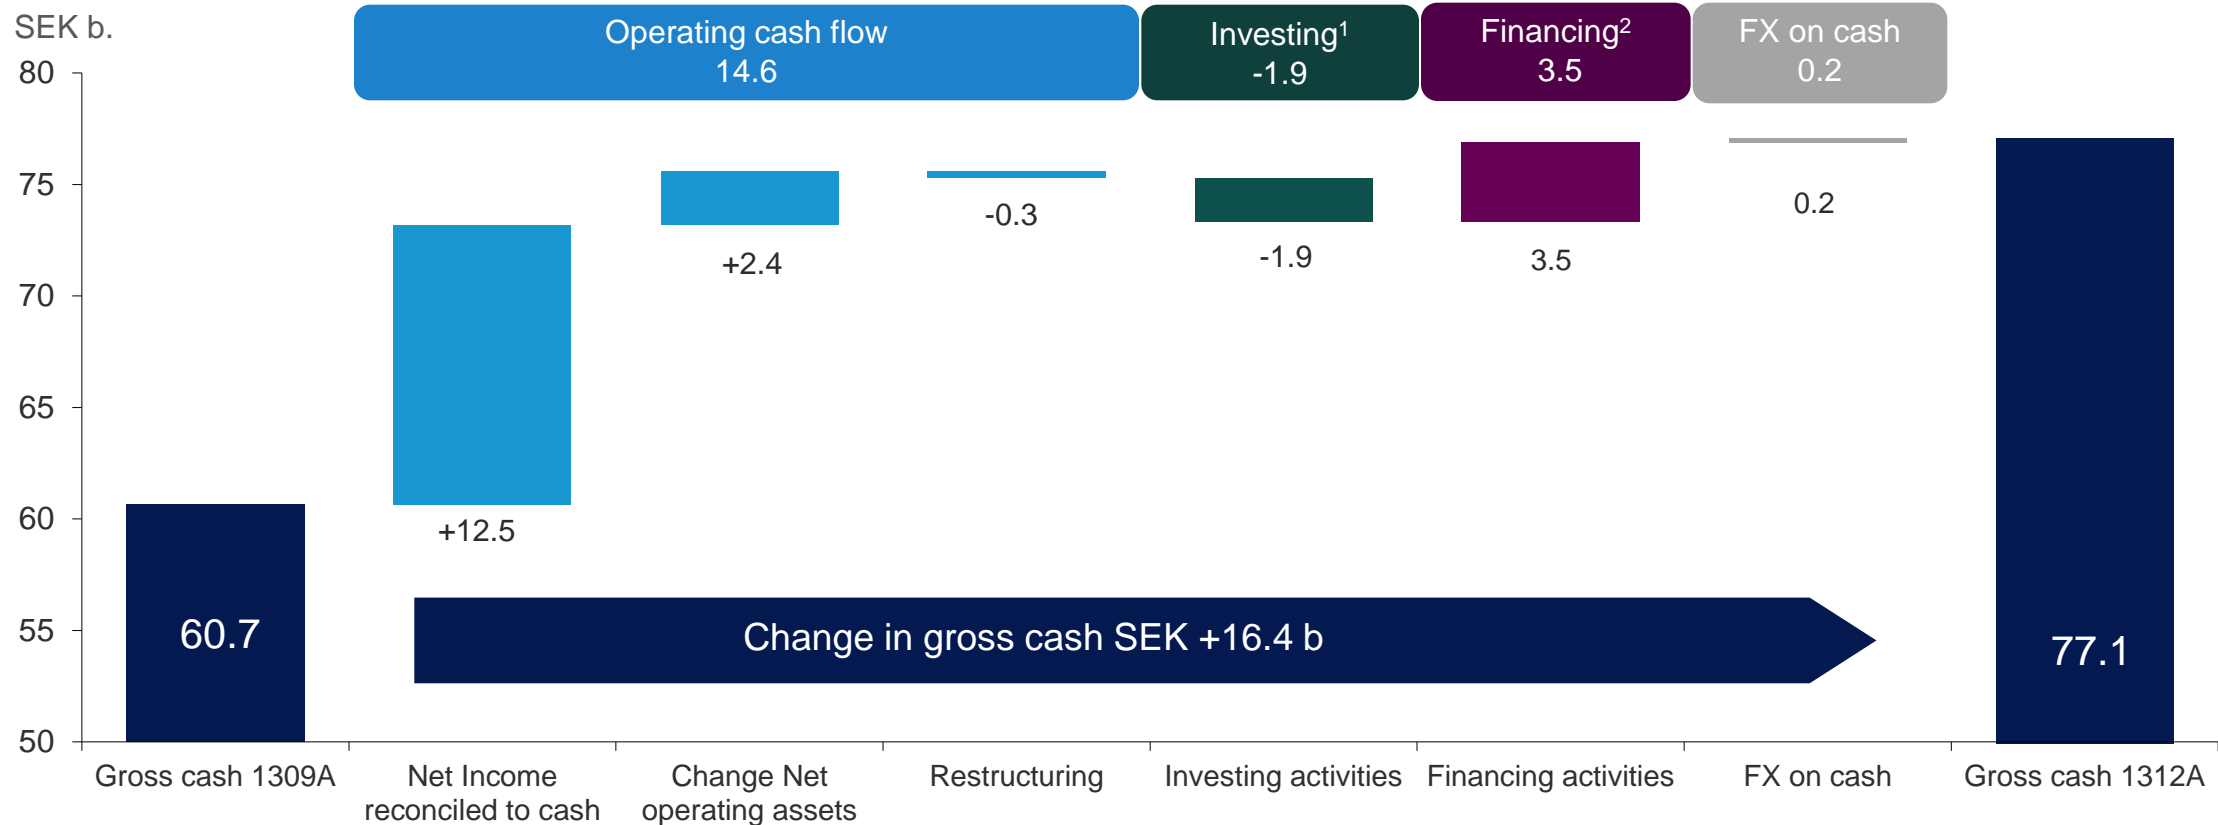 SEK b.
Operating cash flow
14.6
Investing1
-1.9
Financing2
3.5
FX on cash
0.2
80
75
70
65
60
55
50
60.7
+12.5
+2.4
-0.3
-1.9
3.5
0.2
77.1
Change in gross cash SEK +16.4 b
Gross cash 1309A
Net Income
reconciled to cash
Change Net
operating assets
Restructuring
Investing activities
Financing activities
FX on cash
Gross cash 1312A